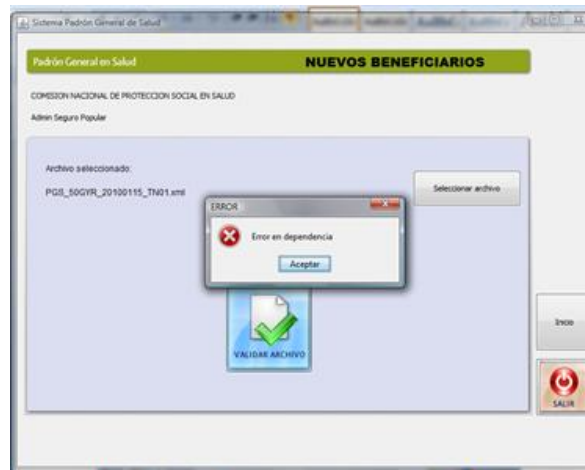 Sistema Padrón General de Salud
Padrón General en Salud
NUEVOS BENEFICIARIOS
COMISION NACIONAL DE PROTECCION SOCIAL EN SALUD
Admin Seguro Popular
Archivo seleccionado:
PGS_50GYR_20100115_TN01.xml
Seleccionar archivo
ERROR
Error en dependencia
Aceptar
VALIDAR ARCHIVO
Inicio
SALIR